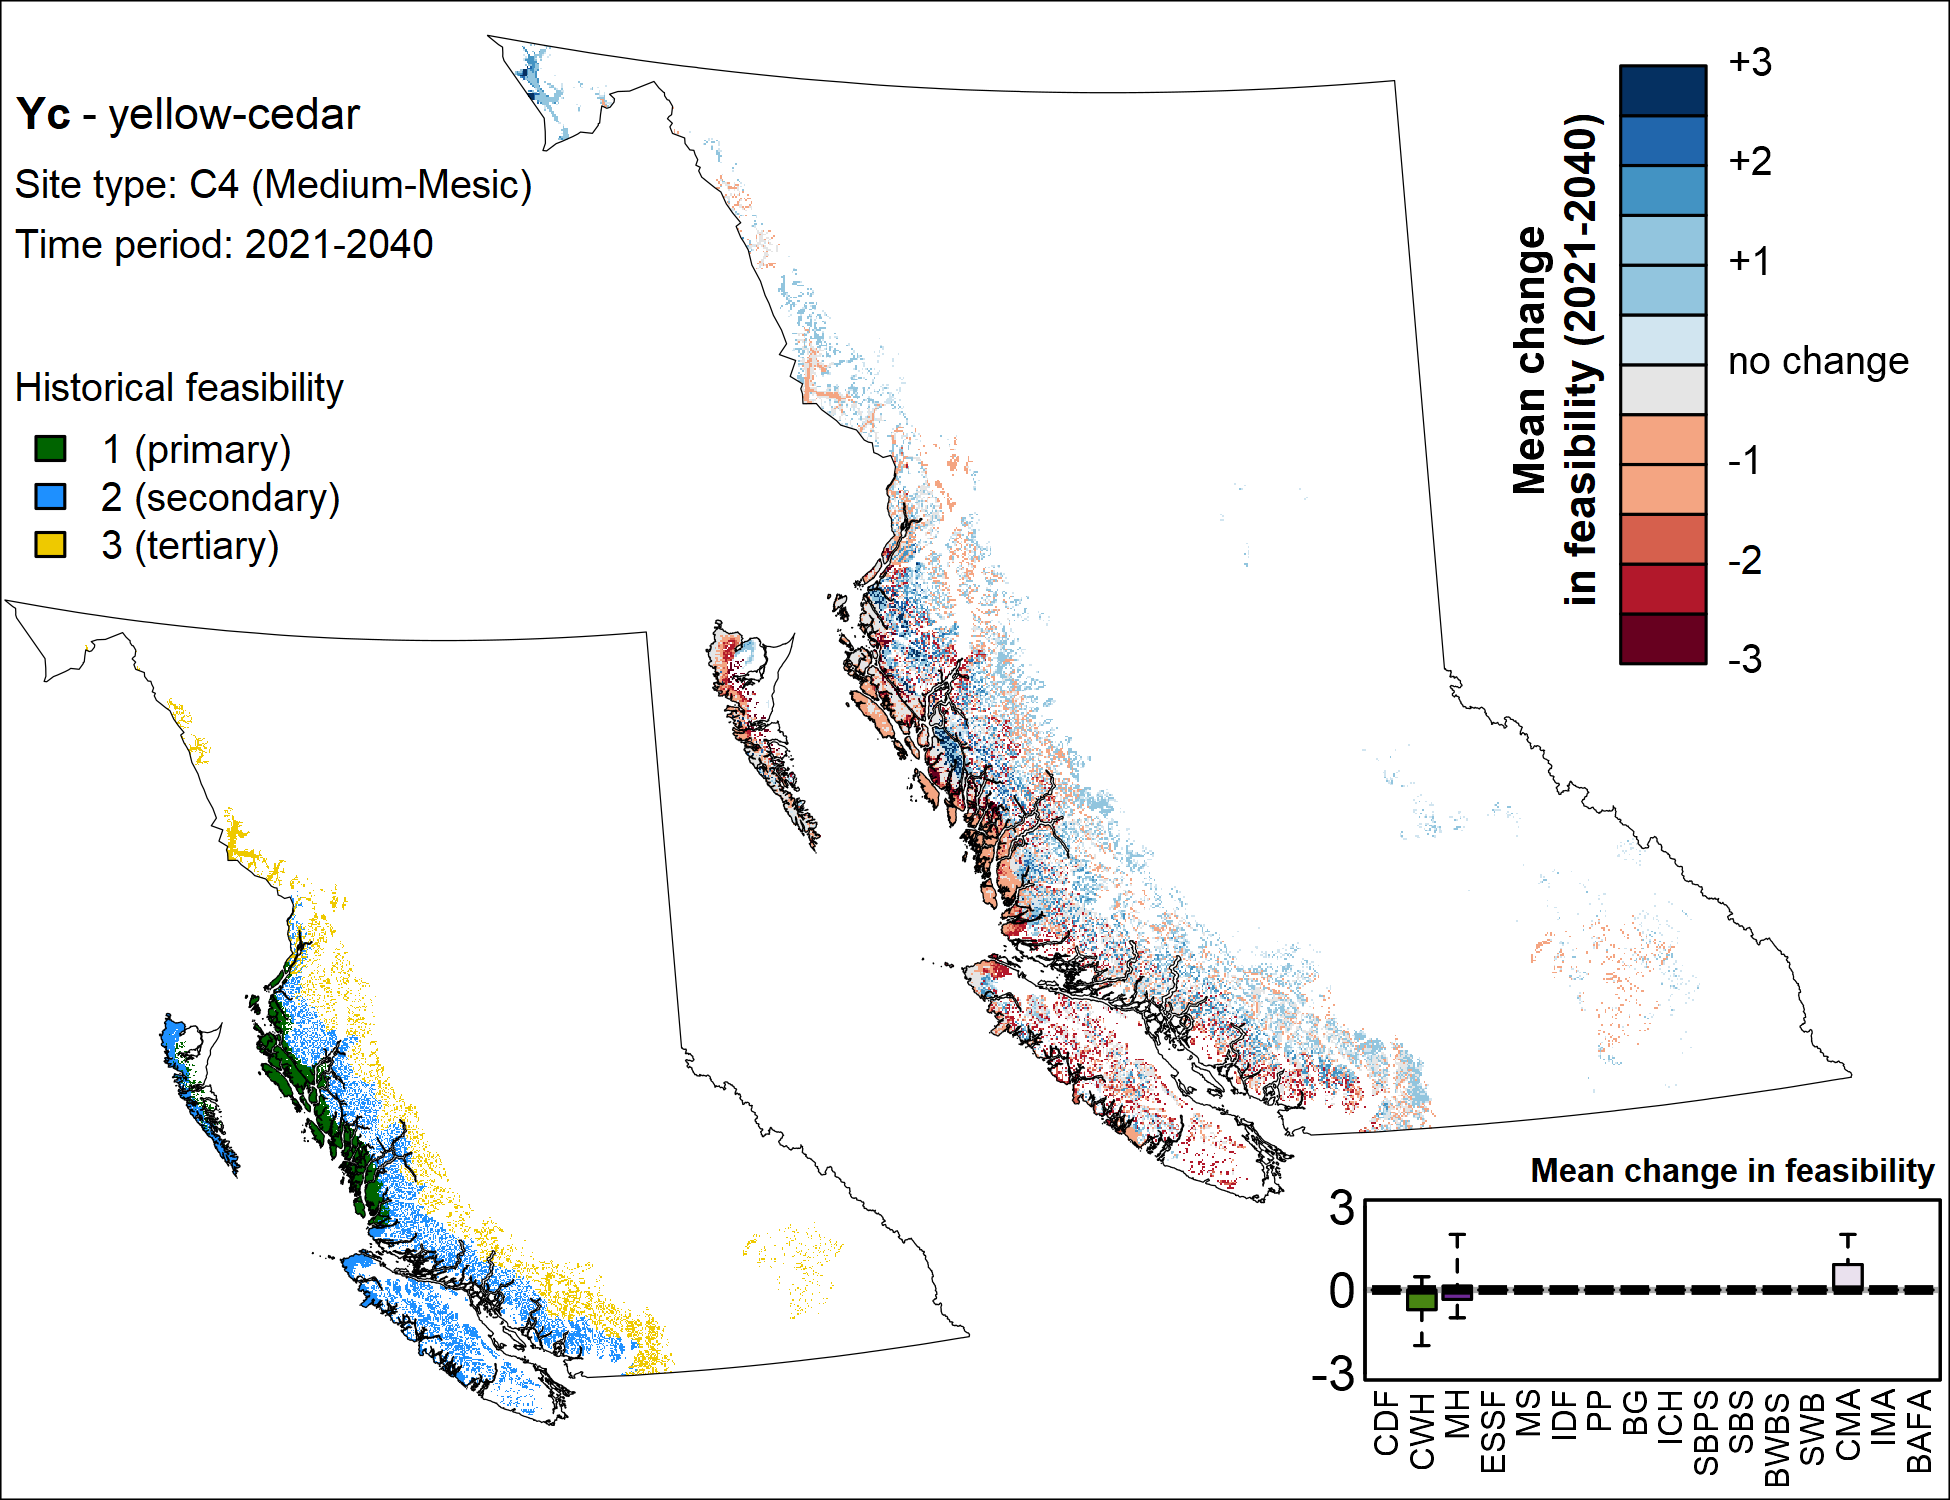 Yc - yellow-cedar
Site type: C4 (Medium-Mesic)
Time period: 2021-2040
Historical feasibility
1 (primary)
2 (secondary)
3 (tertiary)
Mean change
in feasibility (2021-2040)
+3
+2
+1
no change
-1
-2
-3
Mean change in feasibility
3
0
-3
CDF
CWH
MH
ESSF
MS
IDF
PP
BG
ICH
SBPS
SBS
BWBS
SWB
CMA
IMA
BAFA